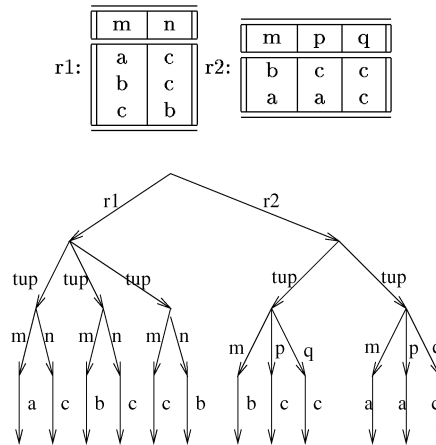 m n m p q
r1: a c r2: b c c
b c a a c
c b
r1 r2
tup tup tup tup tup
m n m n m n m p q m p
a c b c c b b c c a a